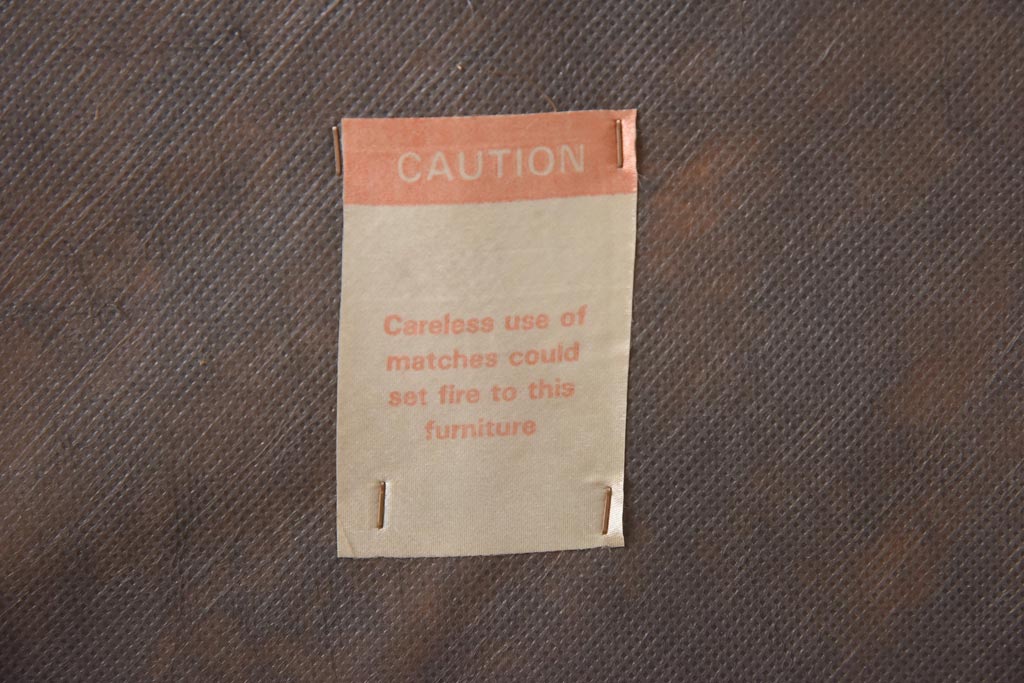 CAUTION
Careless use of
matches could
set fire to this
furniture